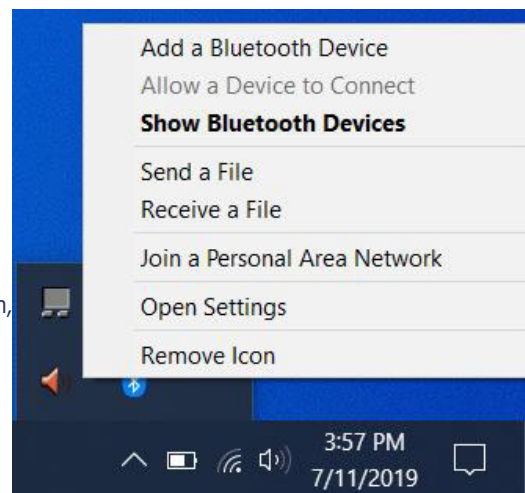 Add a Bluetooth Device
Allow a Device to Connect
Show Bluetooth Devices
Send a File
Receive a File
Join a Personal Area Network
Open Settings
Remove Icon
3:57 PM
7/11/2019